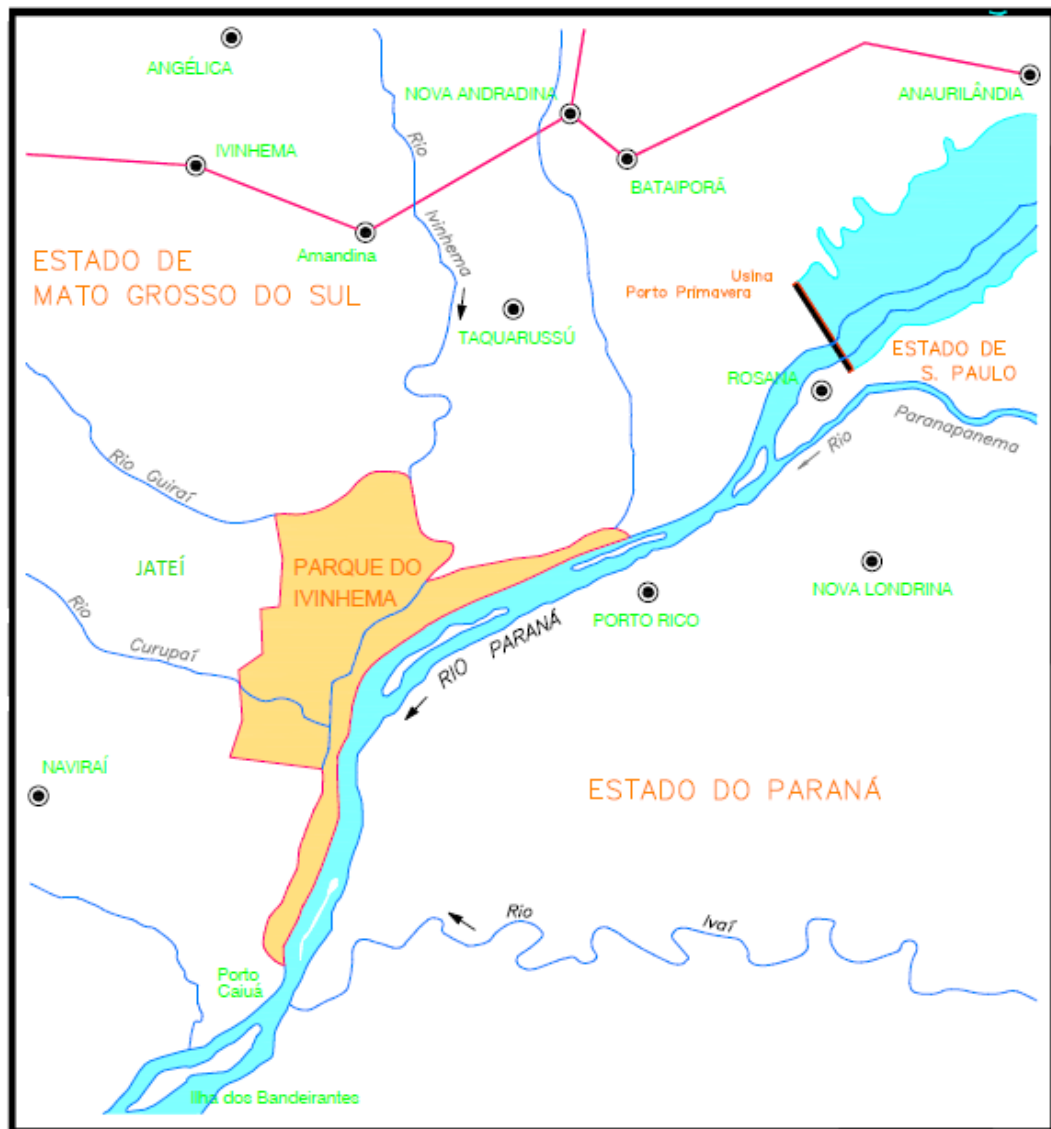 ANGÉLICA
NOVA ANDRADINA
ANAURILÂNDIA
Rio
IVINHEMA
BATAIPORÃ
Ivinhema
Amandina
ESTADO DE
MATO GROSSO DO SUL
Usina
Porto Primavera
TAQUARUSSÚ
ESTADO DE
S. PAULO
ROSANA
Paranapanema
Rio
Rio Guiraí
JATEÍ
PARQUE DO
IVINHEMA
NOVA LONDRINA
Rio
Curupaí
PORTO RICO
RIO PARANÁ
NAVIRAÍ
ESTADO DO PARANÁ
Rio
Ivaí
Porto
Caiuá
Ilha dos Bandeirantes